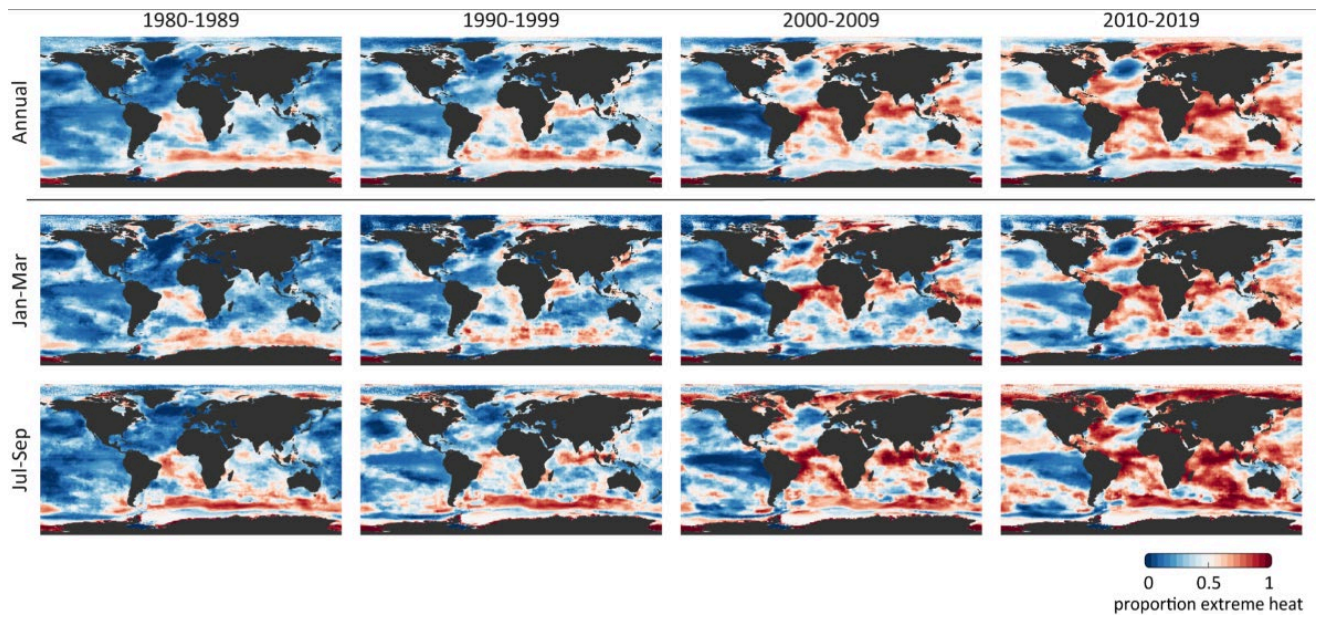 1980-1989 1990-1999 2000-2009 2010-2019
Annual
Jan-Mar
Jul-Sep
0 0.5 1
proportion extreme heat